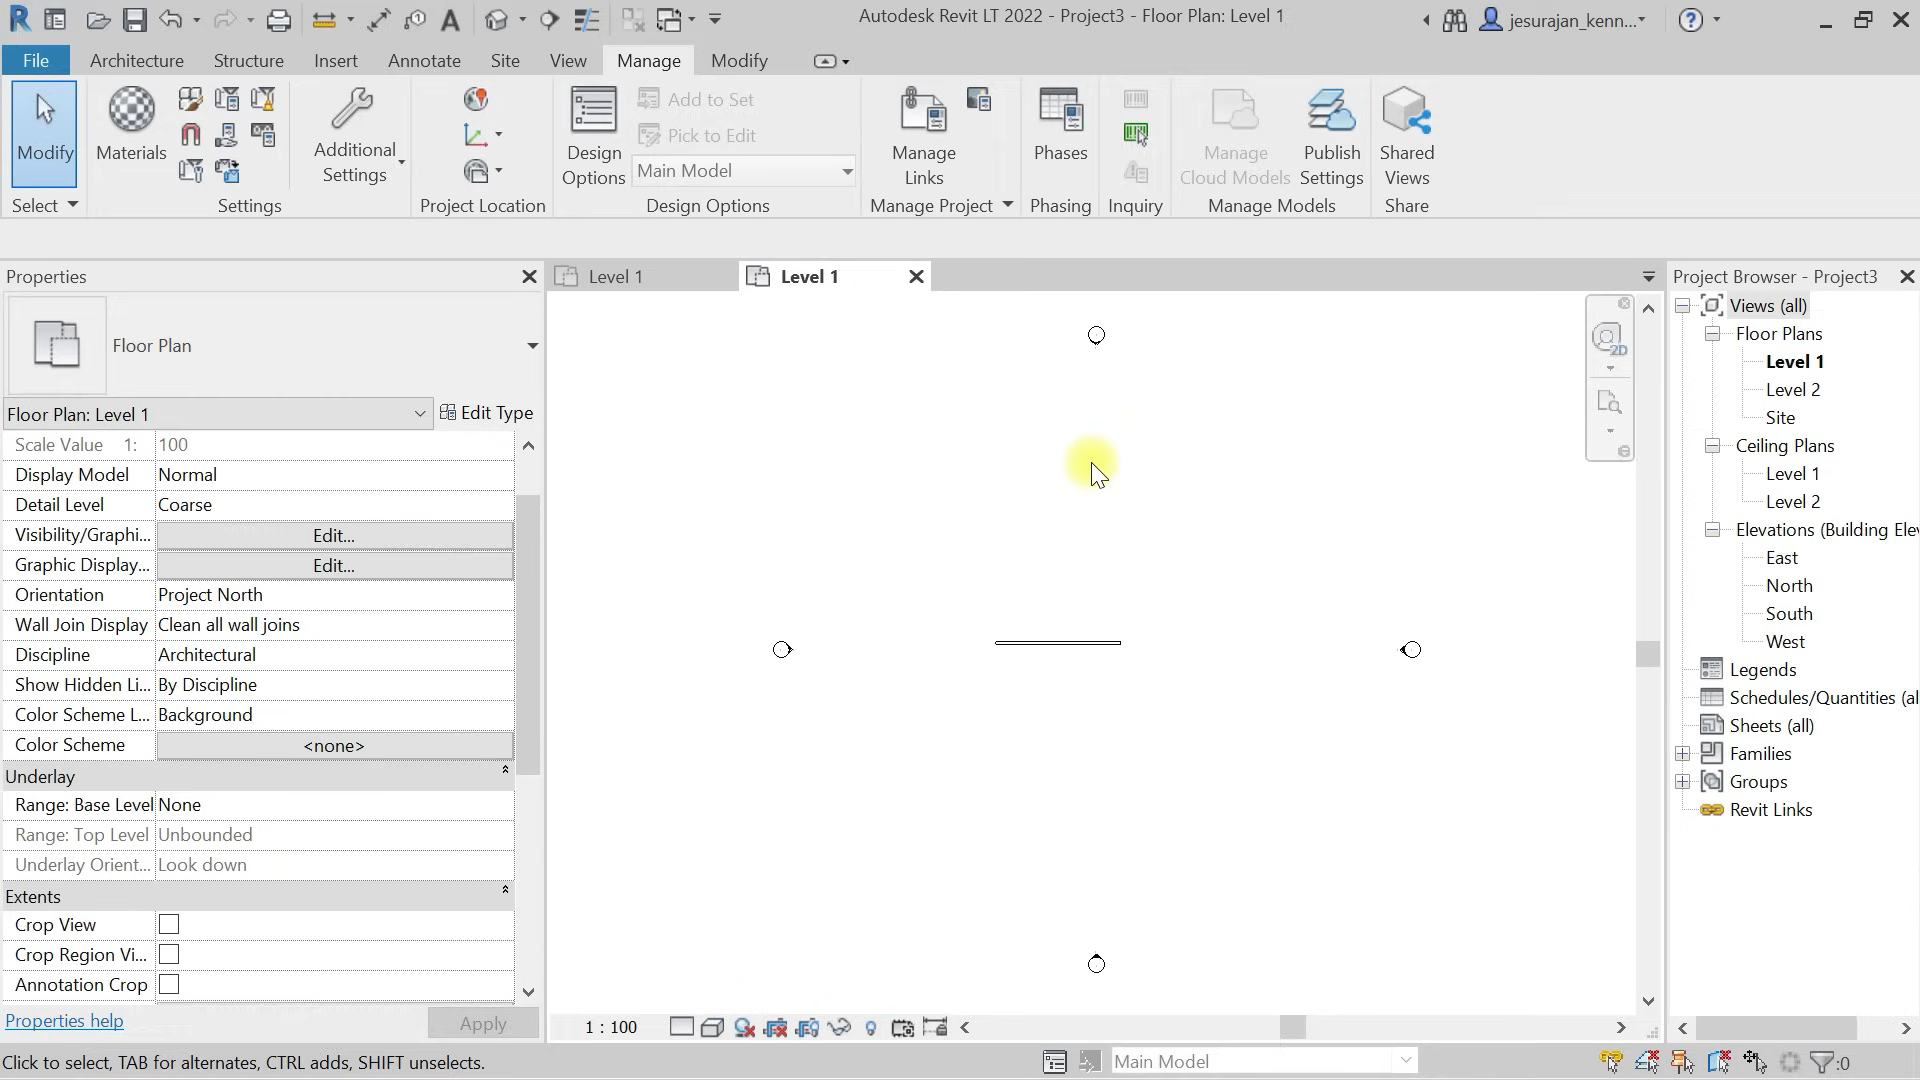 Autodesk Revit LT 2022 - Project3 - Floor Plan: Level 1
jesurajan_kenn...
File Architecture Structure Insert Annotate Site View Manage Modify
Modify
Materials
Additional
Settings
Design
Options
Add to Set
Pick to Edit
Main Model
Manage
Links
Phases
Manage
Cloud Models
Publish
Settings
Shared
Views
Select Settings Project Location Design Options Manage Project Phasing Inquiry Manage Models Share
Properties
Level 1
Level 1
Project Browser - Project3
Floor Plan
Floor Plan: Level 1
Edit Type
Scale Value 1: 100
Display Model Normal
Detail Level Coarse
Visibility/Graphi... Edit...
Graphic Display... Edit...
Orientation Project North
Wall Join Display Clean all wall joins
Discipline Architectural
Show Hidden Li... By Discipline
Color Scheme L... Background
Color Scheme <none>
Underlay
Range: Base Level None
Range: Top Level Unbounded
Underlay Orient... Look down
Extents
Crop View
Crop Region Vi...
Annotation Crop
Properties help
Apply
2D
Views (all)
Floor Plans
Level 1
Level 2
Site
Ceiling Plans
Level 1
Level 2
Elevations (Building Ele
East
North
South
West
Legends
Schedules/Quantities (al
Sheets (all)
Families
Groups
Revit Links
1 : 100
Click to select, TAB for alternates, CTRL adds, SHIFT unselects.
Main Model
:0